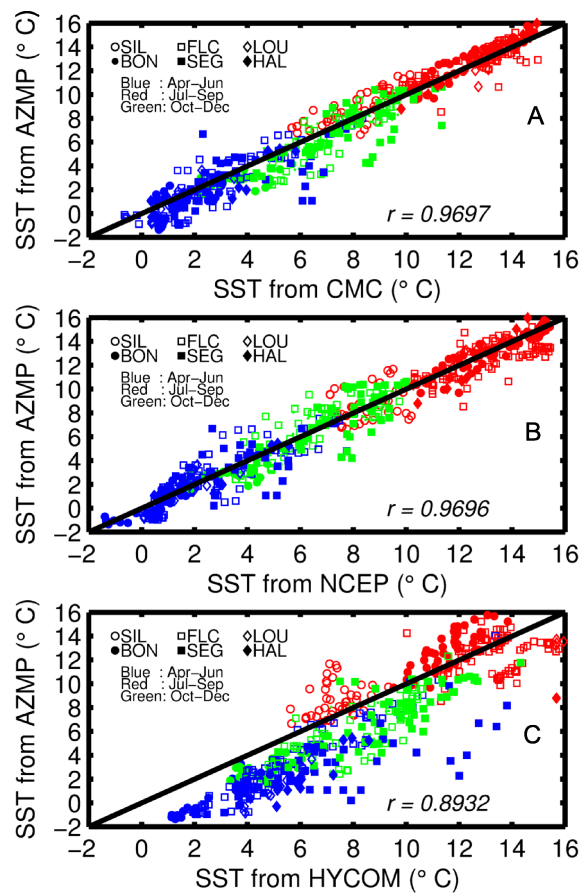 SST from AZMP (° C)
16
14
12
10
8
6
4
2
0
−2
○SIL □FLC ◇LOU
●BON ■SEG ◆HAL
Blue : Apr−Jun
Red : Jul−Sep
Green: Oct−Dec
A
r = 0.9697
−2 0 2 4 6 8 10 12 14 16
SST from CMC (° C)
SST from AZMP (° C)
16
14
12
10
8
6
4
2
0
−2
○SIL □FLC ◇LOU
●BON ■SEG ◆HAL
Blue : Apr−Jun
Red : Jul−Sep
Green: Oct−Dec
B
r = 0.9696
−2 0 2 4 6 8 10 12 14 16
SST from NCEP (° C)
SST from AZMP (° C)
16
14
12
10
8
6
4
2
0
−2
○SIL □FLC ◇LOU
●BON ■SEG ◆HAL
Blue : Apr−Jun
Red : Jul−Sep
Green: Oct−Dec
C
r = 0.8932
−2 0 2 4 6 8 10 12 14 16
SST from HYCOM (° C)